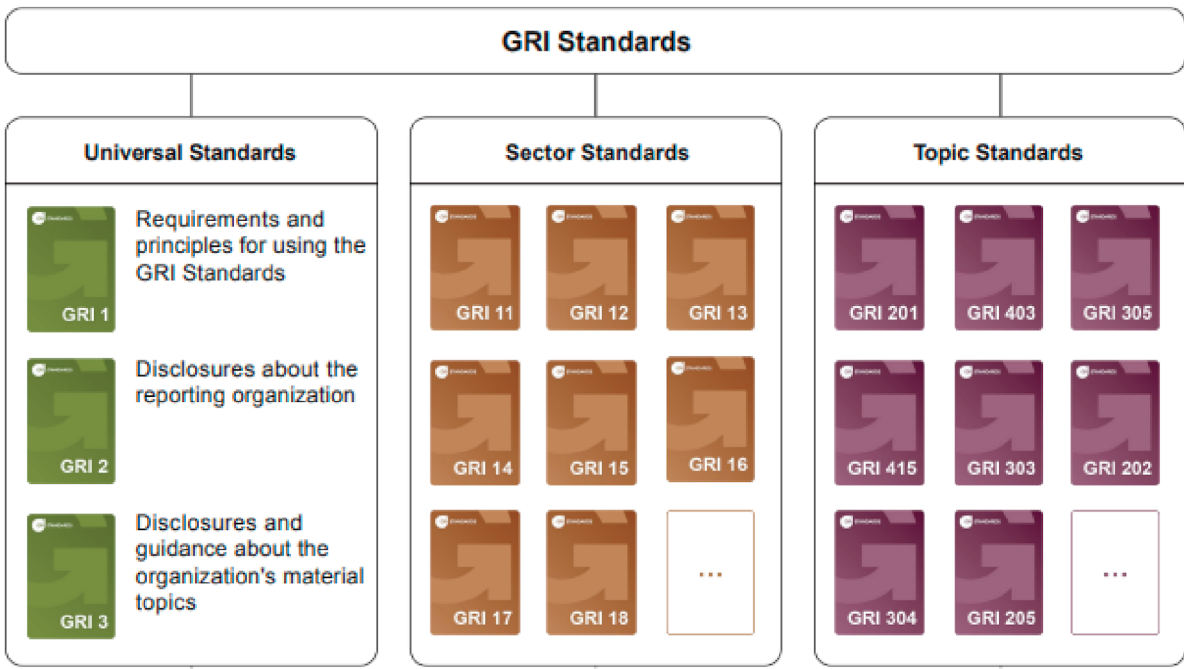 GRI Standards
Universal Standards
Requirements and
principles for using the
GRI Standards
GRI 1
Disclosures about the
reporting organization
GRI 2
Disclosures and
guidance about the
organization's material
topics
GRI 3
Sector Standards
STANDARDS STANDARDS STANDARDS
GRI 11 GRI 12 GRI 13
GRI 14 GRI 15 GRI 16
GRI 17 GRI 18 ...
Topic Standards
GRI 201 GRI 403 GRI 305
GRI 415 GRI 303 GRI 202
GRI 304 GRI 205 ...